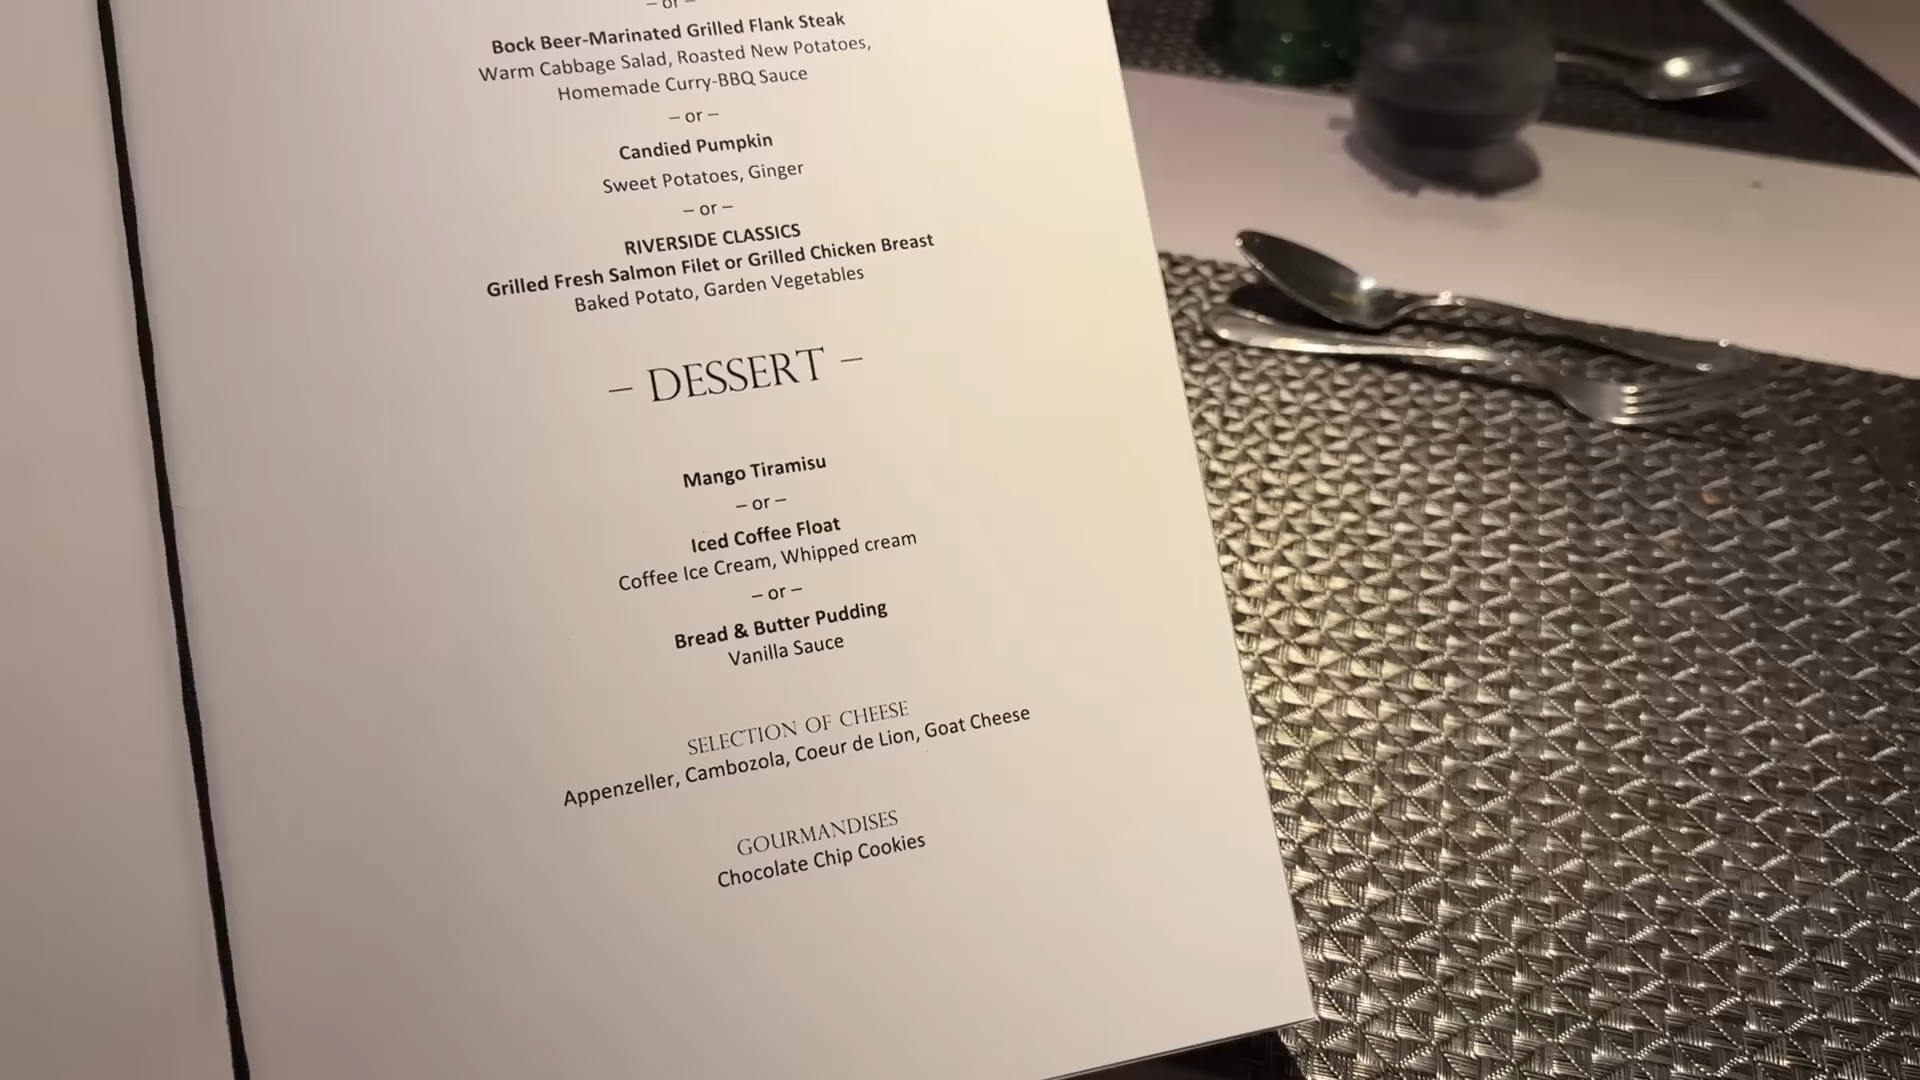 – or –
Bock Beer-Marinated Grilled Flank Steak
Warm Cabbage Salad, Roasted New Potatoes,
Homemade Curry-BBQ Sauce
– or –
Candied Pumpkin
Sweet Potatoes, Ginger
– or –
RIVERSIDE CLASSICS
Grilled Fresh Salmon Filet or Grilled Chicken Breast
Baked Potato, Garden Vegetables
– DESSERT –
Mango Tiramisu
– or –
Iced Coffee Float
Coffee Ice Cream, Whipped cream
– or –
Bread & Butter Pudding
Vanilla Sauce
SELECTION OF CHEESE
Appenzeller, Cambozola, Coeur de Lion, Goat Cheese
GOURMANDISES
Chocolate Chip Cookies